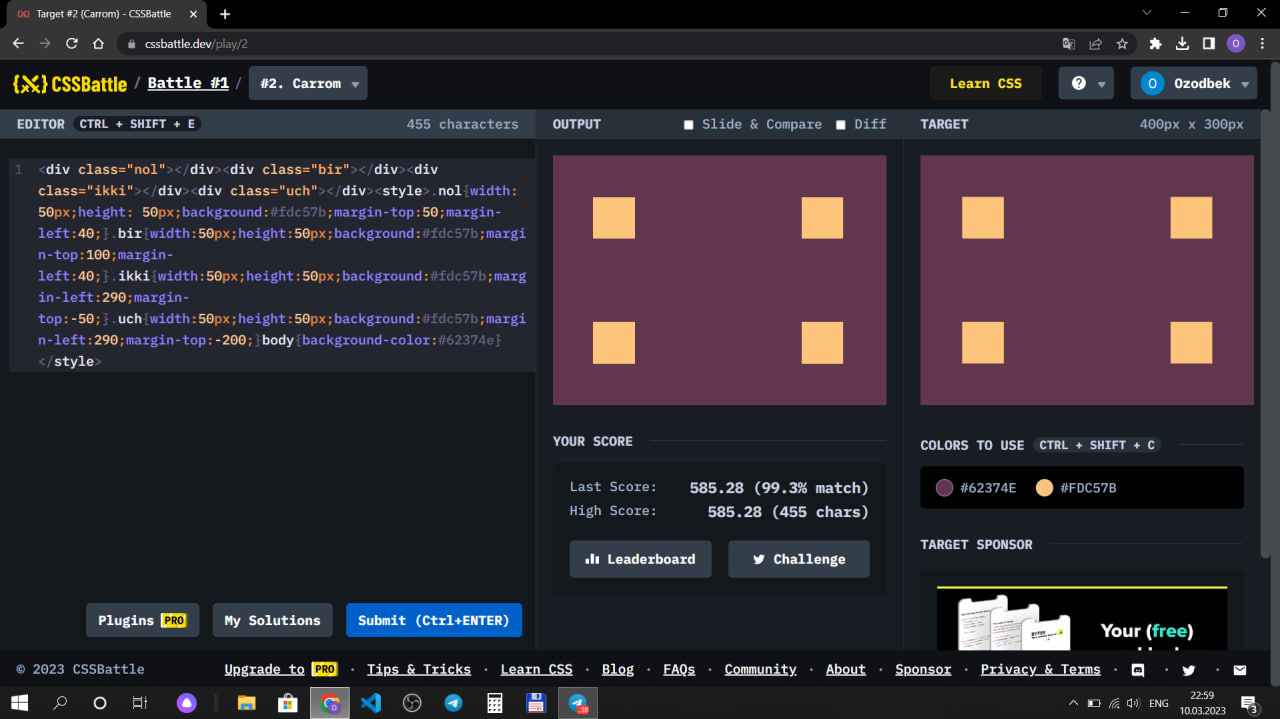 Target #2 (Carrom) - CSSBattle
cssbattle.dev/play/2
O
{X} CSSBattle / Battle #1 / #2. Carrom
Learn CSS
?
O Ozodbek
EDITOR CTRL + SHIFT + E 455 characters
OUTPUT Slide & Compare Diff
TARGET 400px x 300px
1 <div class="nol"></div><div class="bir"></div><div
class="ikki"></div><div class="uch"></div><style>.nol{width:
50px;height: 50px;background:#fdc57b;margin-top:50;margin-
left:40;}.bir{width:50px;height:50px;background:#fdc57b;margi
n-top:100;margin-
left:40;}.ikki{width:50px;height:50px;background:#fdc57b;marg
in-left:290;margin-
top:-50;}.uch{width:50px;height:50px;background:#fdc57b;margi
n-left:290;margin-top:-200;}body{background-color:#62374e}
</style>
YOUR SCORE
Last Score: 585.28 (99.3% match)
High Score: 585.28 (455 chars)
Leaderboard
Challenge
COLORS TO USE CTRL + SHIFT + C
#62374E #FDC57B
TARGET SPONSOR
BYTES
Your (free)
Plugins PRO
My Solutions
Submit (Ctrl+ENTER)
© 2023 CSSBattle
Upgrade to PRO · Tips & Tricks · Learn CSS · Blog · FAQs · Community · About · Sponsor · Privacy & Terms · · ·
O
38
ENG
22:59
10.03.2023
3